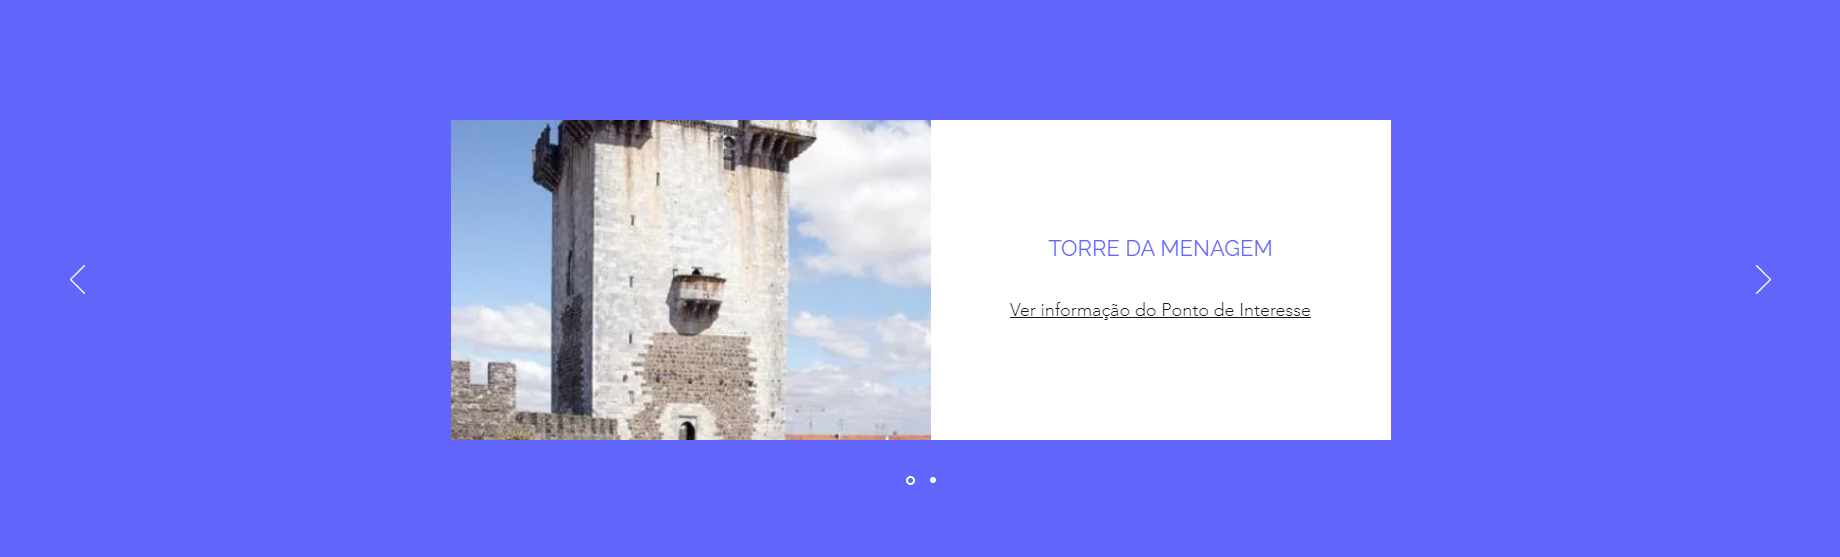 TORRE DA MENAGEM
Ver informação do Ponto de Interesse